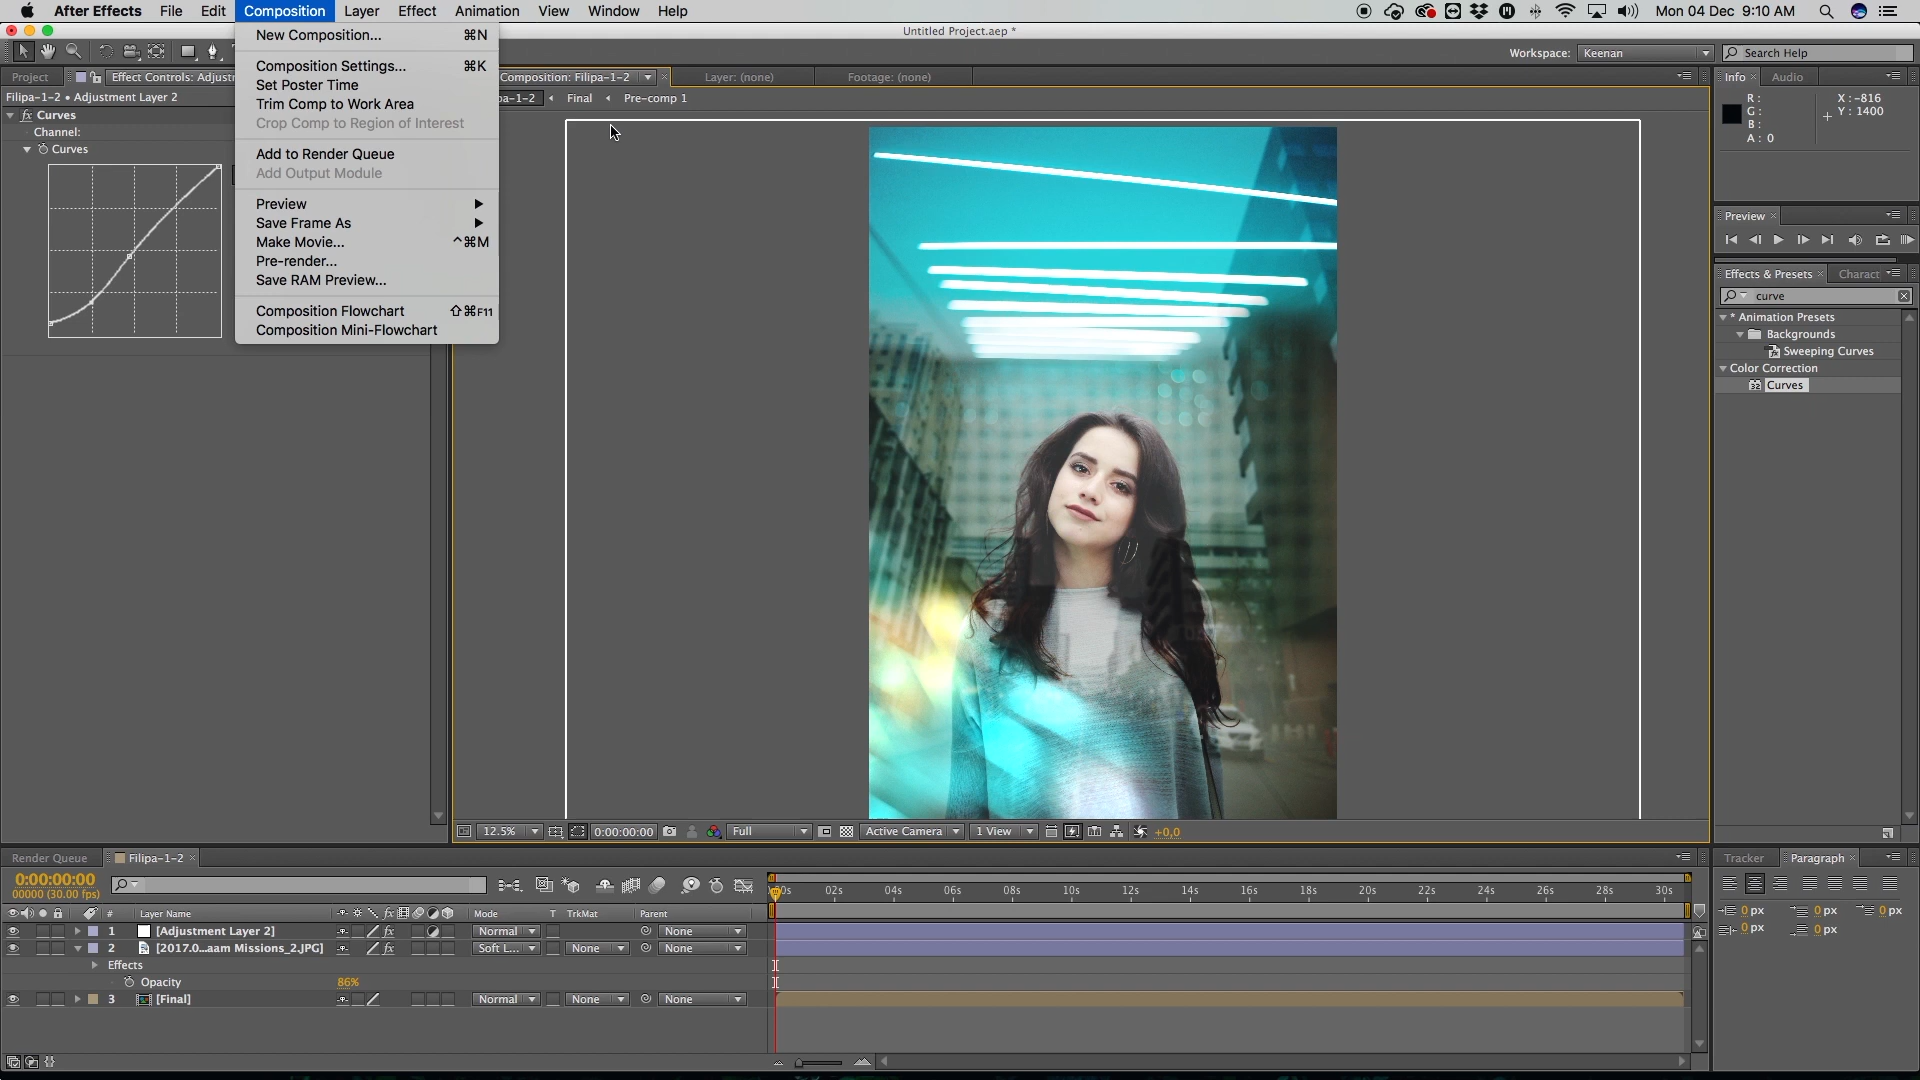 After Effects File Edit Composition Layer Effect Animation View Window Help Mon 04 Dec 9:10 AM
Untitled Project.aep *
Workspace: Keenan Search Help
New Composition... ⌘N
Composition Settings... ⌘K
Set Poster Time
Trim Comp to Work Area
Crop Comp to Region of Interest
Add to Render Queue
Add Output Module
Preview
Save Frame As
Make Movie... ^⌘M
Pre-render...
Save RAM Preview...
Composition Flowchart ⇧⌘F11
Composition Mini-Flowchart
Project Effect Controls: Adjustr
Filipa-1-2 • Adjustment Layer 2
fx Curves
Channel:
Curves
Composition: Filipa-1-2 Layer: (none) Footage: (none)
pa-1-2 Final Pre-comp 1
Info Audio
R: X: -816
G: Y: 1400
B:
A: 0
Preview
Effects & Presets Charact
curve
* Animation Presets
Backgrounds
Sweeping Curves
Color Correction
32 Curves
12.5% 0:00:00:00 Full Active Camera 1 View +0,0
Render Queue Filipa-1-2
0:00:00:00
00000 (30.00 fps)
00s 02s 04s 06s 08s 10s 12s 14s 16s 18s 20s 22s 24s 26s 28s 30s
# Layer Name fx Mode T TrkMat Parent
1 [Adjustment Layer 2] fx Normal None
2 [2017.0...aam Missions_2.JPG] fx Soft L... None None
Effects
Opacity 86%
3 [Final] Normal None None
Tracker Paragraph
0 px 0 px 0 px
0 px 0 px